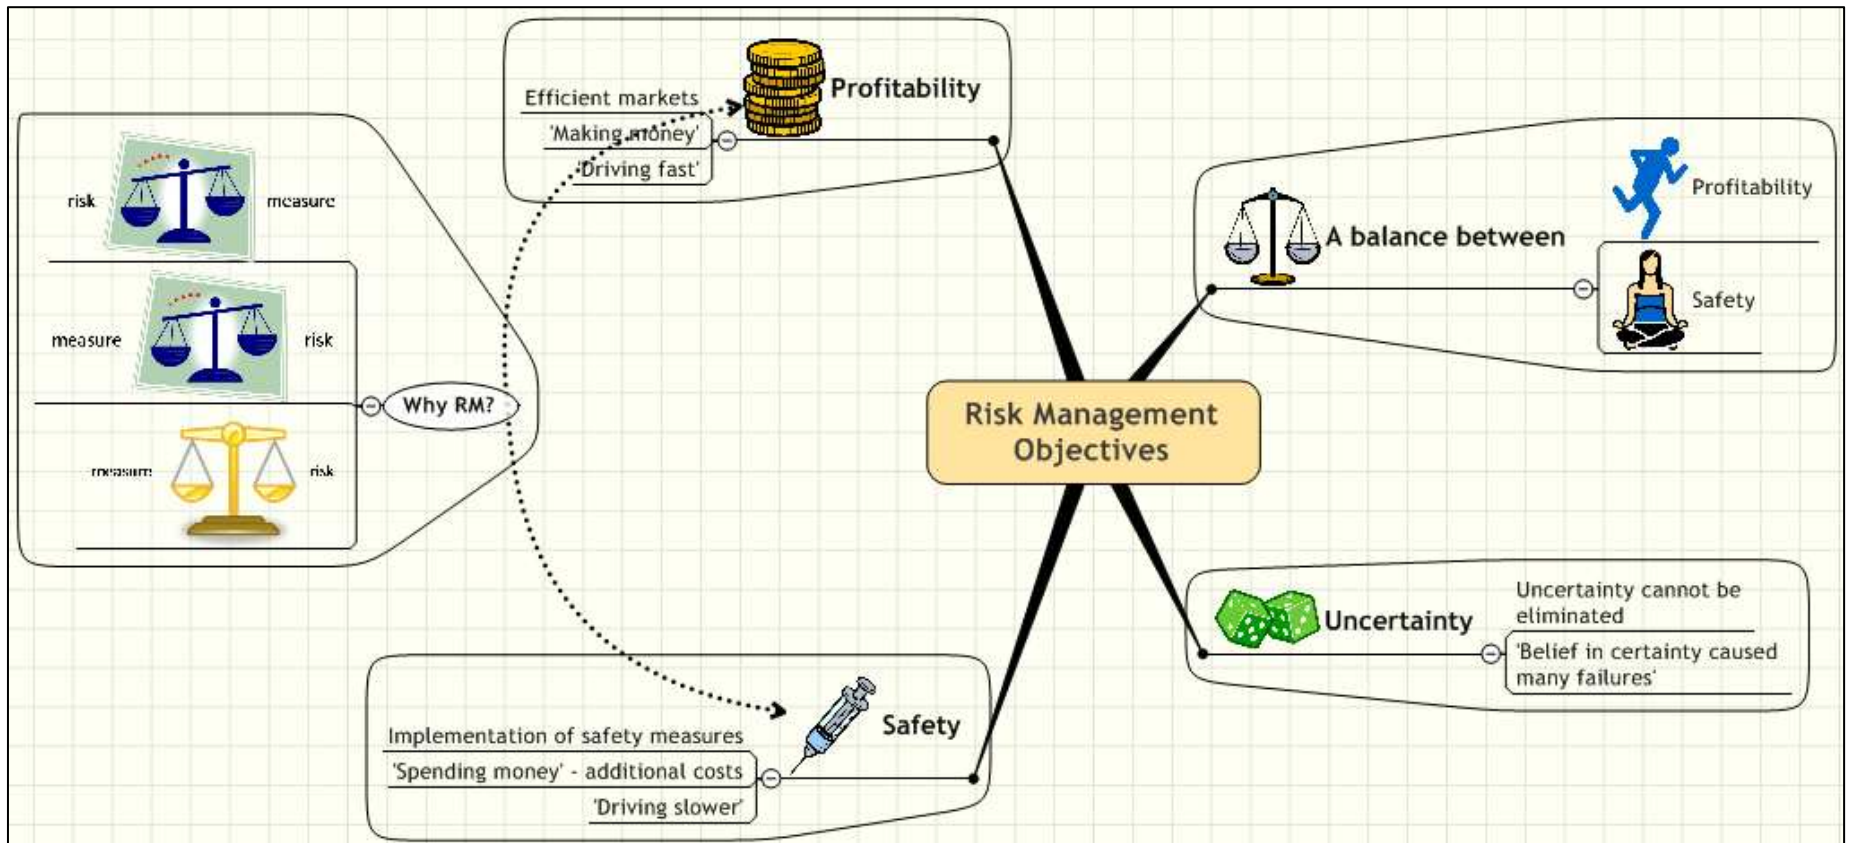 Profitability
Efficient markets
'Making money'
'Driving fast'
risk
measure
measure
risk
Why RM?
measure
risk
A balance between
Profitability
Safety
Risk Management
Objectives
Uncertainty
Uncertainty cannot be
eliminated
'Belief in certainty caused
many failures'
Safety
Implementation of safety measures
'Spending money' - additional costs
'Driving slower'